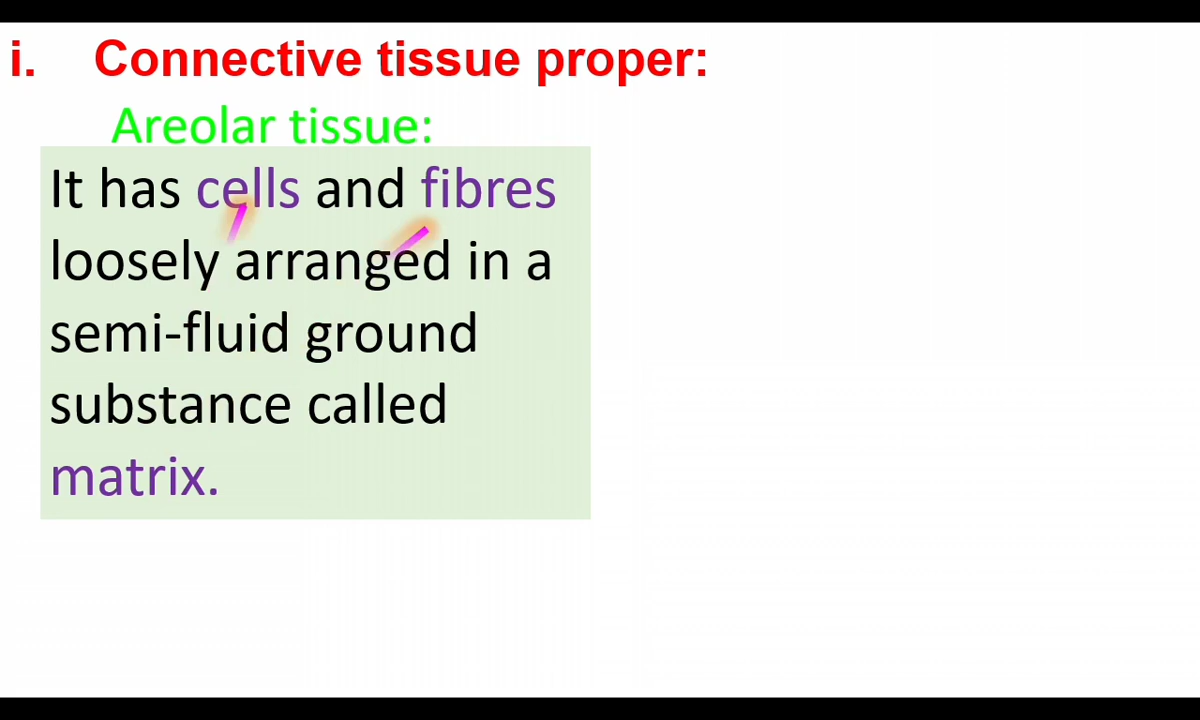 i. Connective tissue proper:
Areolar tissue:
It has cells and fibres
loosely arranged in a
semi-fluid ground
substance called
matrix.